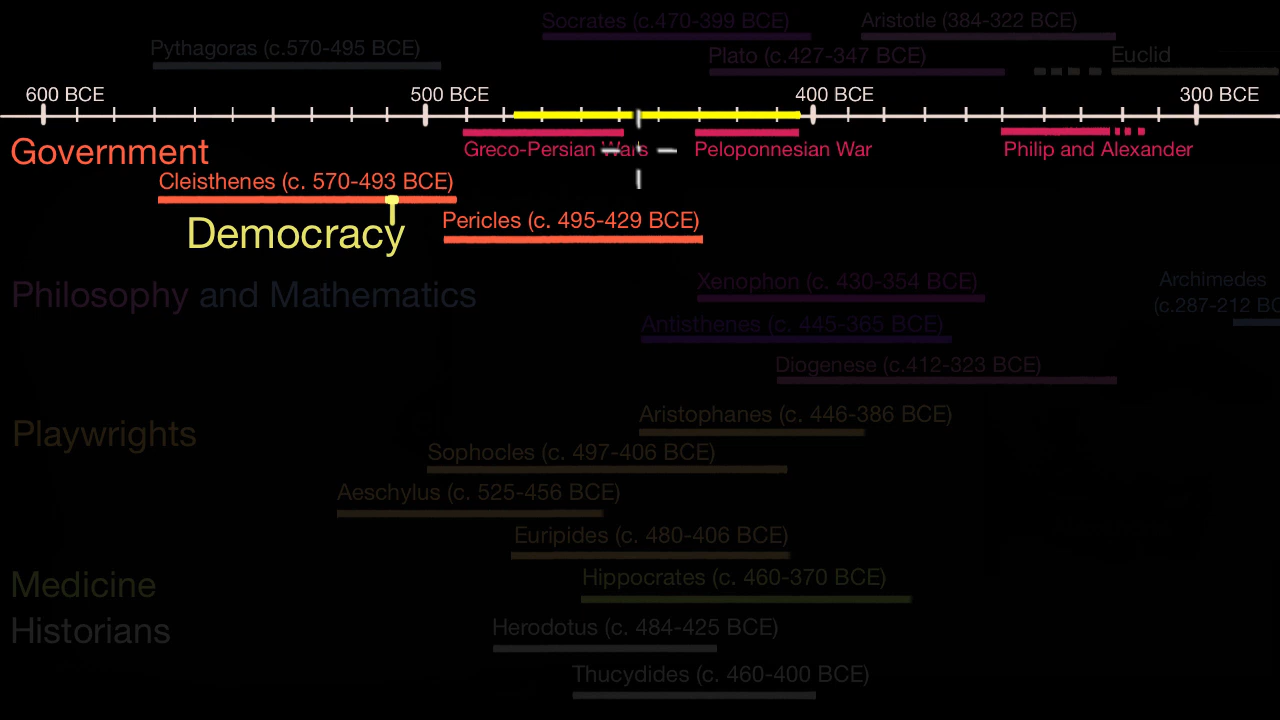 Socrates (c.470-399 BCE)
Aristotle (384-322 BCE)
Pythagoras (c.570-495 BCE)
Plato (c.427-347 BCE)
Euclid
600 BCE
500 BCE
400 BCE
300 BCE
Government
Greco-Persian Wars
Peloponnesian War
Philip and Alexander
Cleisthenes (c. 570-493 BCE)
Democracy
Pericles (c. 495-429 BCE)
Philosophy and Mathematics
Xenophon (c. 430-354 BCE)
Archimedes
(c.287-212 BC
Antisthenes (c. 445-365 BCE)
Diogenese (c.412-323 BCE)
Aristophanes (c. 446-386 BCE)
Playwrights
Sophocles (c. 497-406 BCE)
Aeschylus (c. 525-456 BCE)
Euripides (c. 480-406 BCE)
Medicine
Hippocrates (c. 460-370 BCE)
Historians
Herodotus (c. 484-425 BCE)
Thucydides (c. 460-400 BCE)